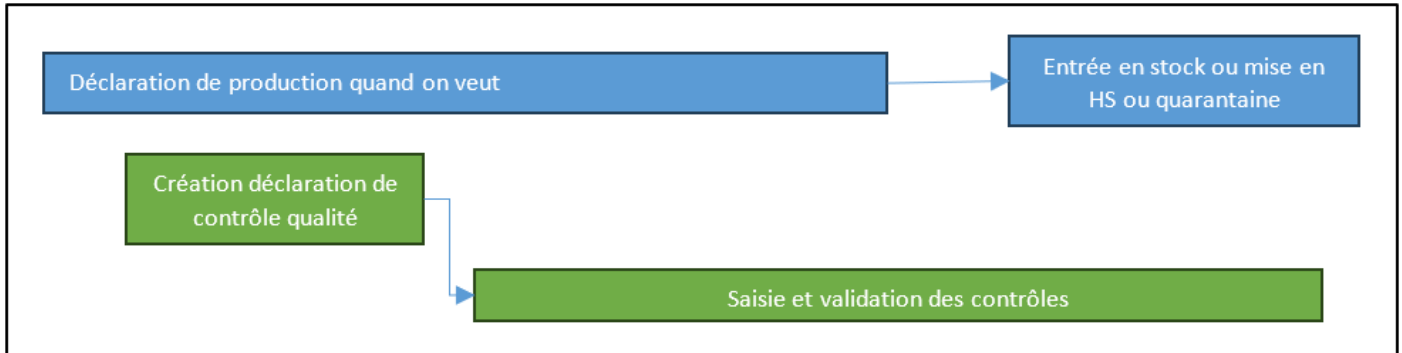 Déclaration de production quand on veut
Entrée en stock ou mise en
HS ou quarantaine
Création déclaration de
contrôle qualité
Saisie et validation des contrôles